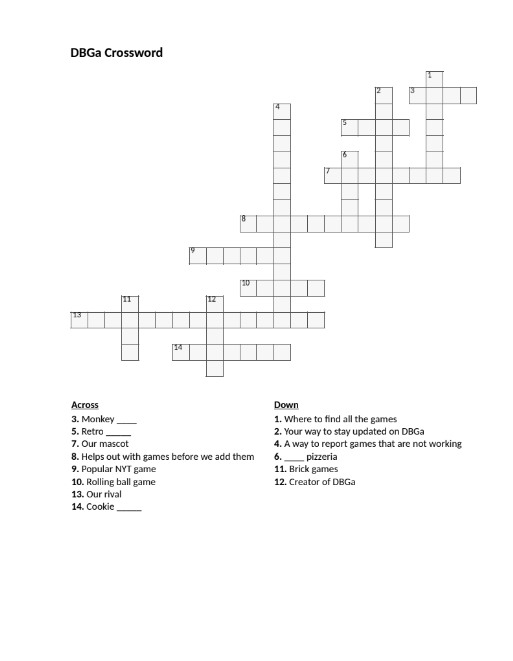 DBGa Crossword
1
2
3
4
5
6
7
8
9
10
11
12
13
14
Across
3. Monkey ____
5. Retro _____
7. Our mascot
8. Helps out with games before we add them
9. Popular NYT game
10. Rolling ball game
13. Our rival
14. Cookie _____
Down
1. Where to find all the games
2. Your way to stay updated on DBGa
4. A way to report games that are not working
6. ____ pizzeria
11. Brick games
12. Creator of DBGa